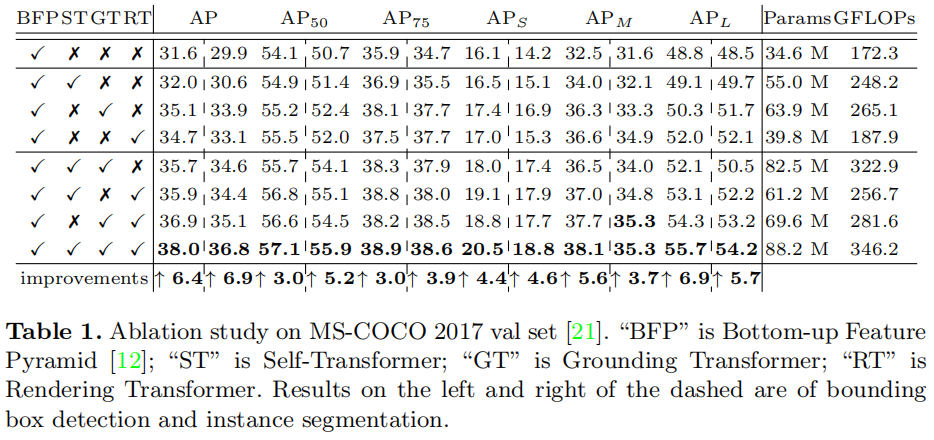 BFP ST GT RT AP AP50 AP75 APS APM APL Params GFLOPs
✓ ✗ ✗ ✗ 31.6 29.9 54.1 50.7 35.9 34.7 16.1 14.2 32.5 31.6 48.8 48.5 34.6 M 172.3
✓ ✓ ✗ ✗ 32.0 30.6 54.9 51.4 36.9 35.5 16.5 15.1 34.0 32.1 49.1 49.7 55.0 M 248.2
✓ ✗ ✓ ✗ 35.1 33.9 55.2 52.4 38.1 37.7 17.4 16.9 36.3 33.3 50.3 51.7 63.9 M 265.1
✓ ✗ ✗ ✓ 34.7 33.1 55.5 52.0 37.5 37.7 17.0 15.3 36.6 34.9 52.0 52.1 39.8 M 187.9
✓ ✓ ✓ ✗ 35.7 34.6 55.7 54.1 38.3 37.9 18.0 17.4 36.5 34.0 52.1 50.5 82.5 M 322.9
✓ ✓ ✗ ✓ 35.9 34.4 56.8 55.1 38.8 38.0 19.1 17.9 37.0 34.8 53.1 52.2 61.2 M 256.7
✓ ✗ ✓ ✓ 36.9 35.1 56.6 54.5 38.2 38.5 18.8 17.7 37.7 35.3 54.3 53.2 69.6 M 281.6
✓ ✓ ✓ ✓ 38.0 36.8 57.1 55.9 38.9 38.6 20.5 18.8 38.1 35.3 55.7 54.2 88.2 M 346.2
improvements ↑ 6.4 ↑ 6.9 ↑ 3.0 ↑ 5.2 ↑ 3.0 ↑ 3.9 ↑ 4.4 ↑ 4.6 ↑ 5.6 ↑ 3.7 ↑ 6.9 ↑ 5.7
Table 1. Ablation study on MS-COCO 2017 val set [21]. “BFP” is Bottom-up Feature
Pyramid [12]; “ST” is Self-Transformer; “GT” is Grounding Transformer; “RT” is
Rendering Transformer. Results on the left and right of the dashed are of bounding
box detection and instance segmentation.